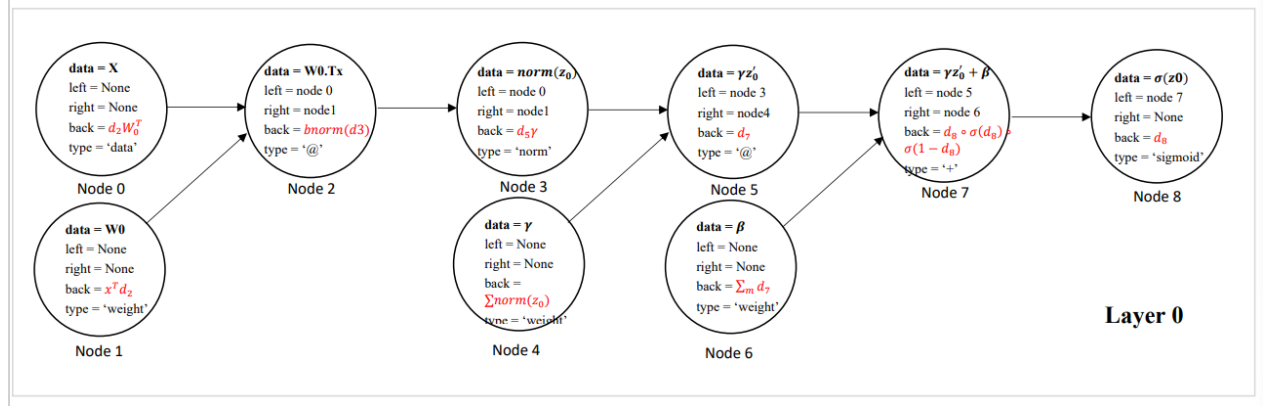 data = X
left = None
right = None
back = d₂W₀ᵀ
type = ‘data’
Node 0
data = W0.Tx
left = node 0
right = node1
back = bnorm(d3)
type = ‘@’
Node 2
data = norm(z₀)
left = node 0
right = node1
back = d₅γ
type = ‘norm’
Node 3
data = γz₀′
left = node 3
right = node4
back = d₇
type = ‘@’
Node 5
data = γz₀′ + β
left = node 5
right = node 6
back = d₈ ∘ σ(d₈) ∘
σ(1 − d₈)
type = ‘+’
Node 7
data = σ(z0)
left = node 7
right = None
back = d₈
type = ‘sigmoid’
Node 8
data = W0
left = None
right = None
back = xᵀd₂
type = ‘weight’
Node 1
data = γ
left = None
right = None
back =
∑norm(z₀)
type = ‘weight’
Node 4
data = β
left = None
right = None
back = ∑ₘ d₇
type = ‘weight’
Node 6
Layer 0